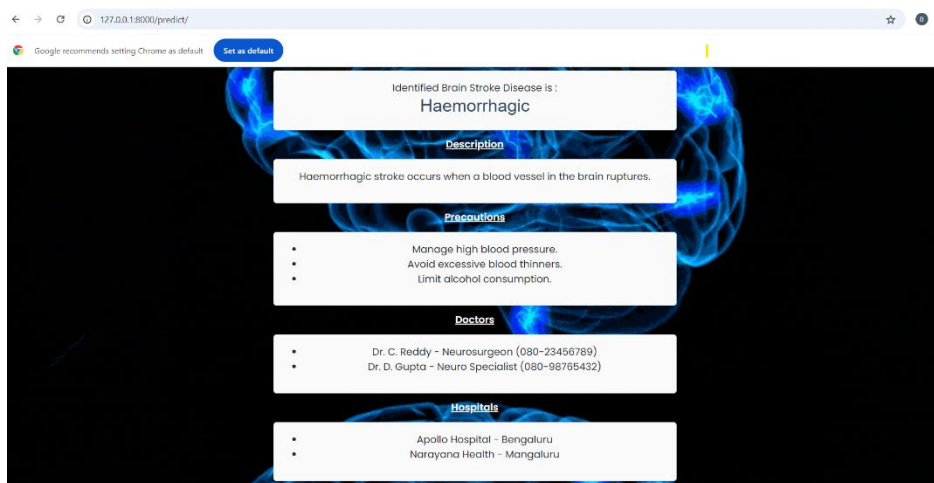 127.0.0.1:8000/predict/
B
Google recommends setting Chrome as default
Set as default
Identified Brain Stroke Disease is :
Haemorrhagic
Description
Haemorrhagic stroke occurs when a blood vessel in the brain ruptures.
Precautions
• Manage high blood pressure.
• Avoid excessive blood thinners.
• Limit alcohol consumption.
Doctors
• Dr. C. Reddy - Neurosurgeon (080-23456789)
• Dr. D. Gupta - Neuro Specialist (080-98765432)
Hospitals
• Apollo Hospital - Bengaluru
• Narayana Health - Mangaluru